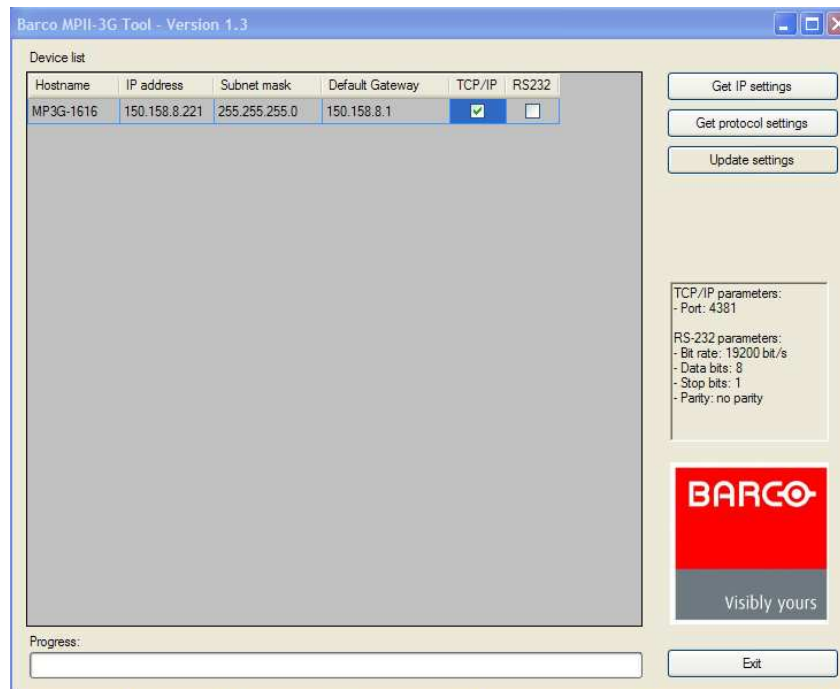 Barco MPII-3G Tool - Version 1.3
Device list
Hostname IP address Subnet mask Default Gateway TCP/IP RS232
MP3G-1616 150.158.8.221 255.255.255.0 150.158.8.1
Get IP settings
Get protocol settings
Update settings
TCP/IP parameters:
- Port: 4381
RS-232 parameters:
- Bit rate: 19200 bit/s
- Data bits: 8
- Stop bits: 1
- Parity: no parity
BARCO
Visibly yours
Progress:
Exit